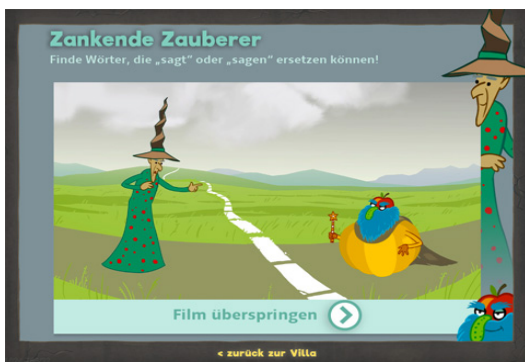 Zankende Zauberer
Finde Wörter, die „sagt“ oder „sagen“ ersetzen können!
Film überspringen
< zurück zur Villa